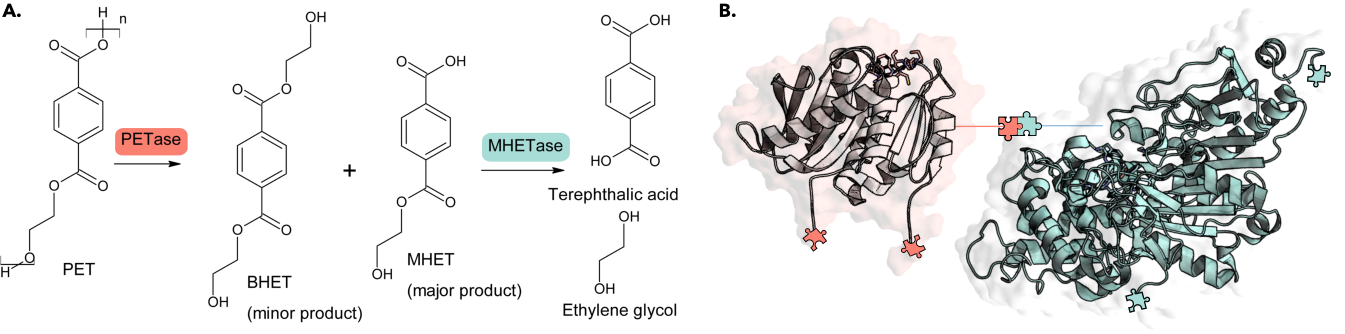 A.
H
n
O
O
O
O
O
H
PET
PETase
OH
O
O
O
O
OH
BHET
(minor product)
+
O
OH
O
O
OH
MHET
(major product)
MHETase
O
OH
HO
O
Terephthalic acid
OH
OH
Ethylene glycol
B.